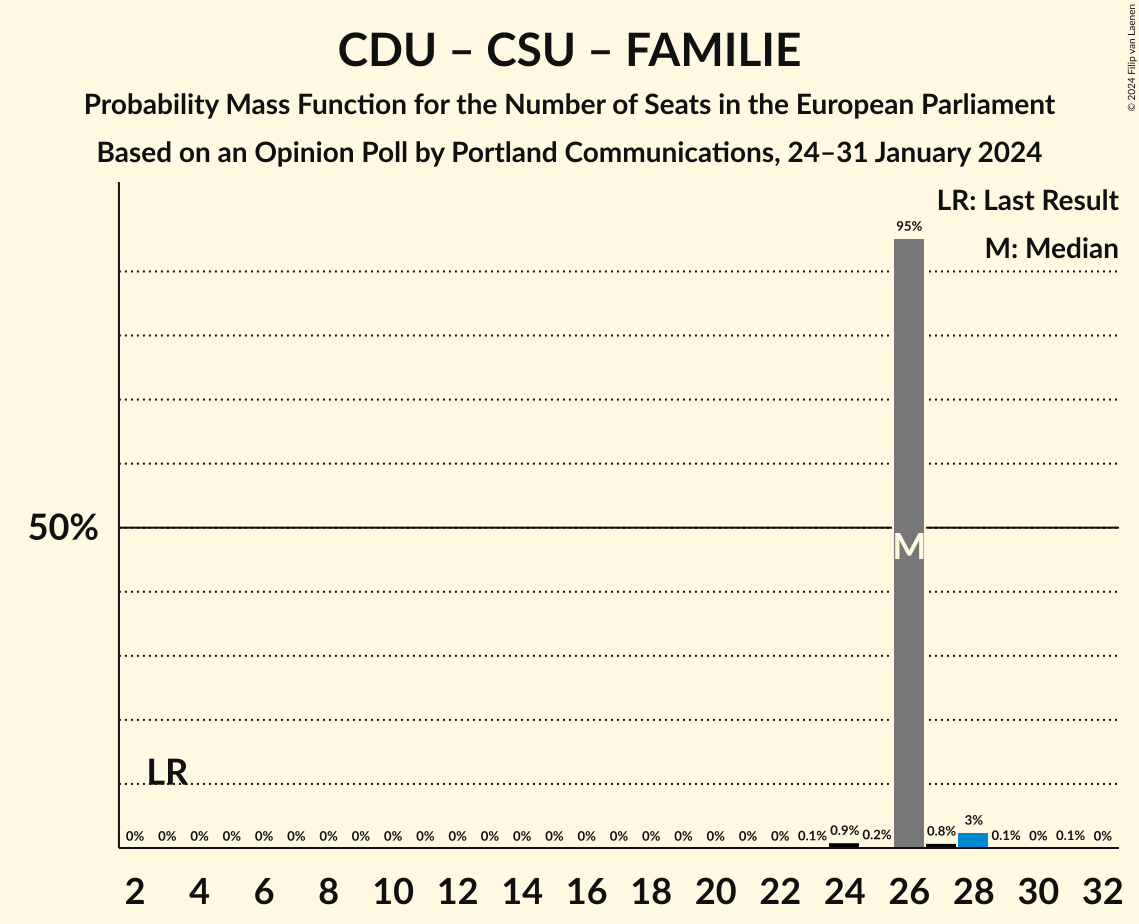 CDU – CSU – FAMILIE
Probability Mass Function for the Number of Seats in the European Parliament
Based on an Opinion Poll by Portland Communications, 24–31 January 2024
© 2024 Filip van Laenen
LR: Last Result
M: Median
95%
50%
M
LR
0% 0% 0% 0% 0% 0% 0% 0% 0% 0% 0% 0% 0% 0% 0% 0% 0% 0% 0% 0% 0% 0.1% 0.9% 0.2% 0.8% 3% 0.1% 0% 0.1% 0%
2 4 6 8 10 12 14 16 18 20 22 24 26 28 30 32